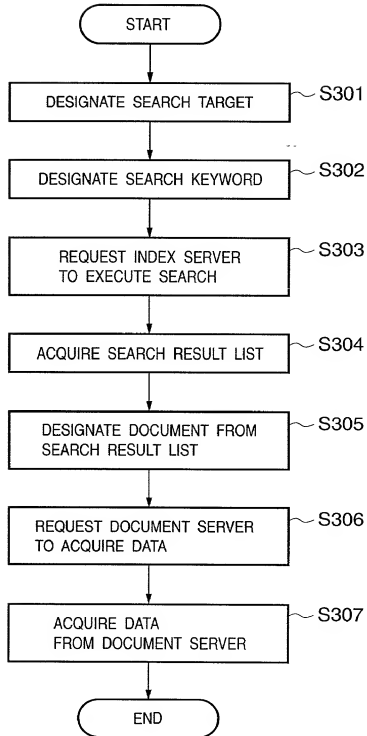 START
DESIGNATE SEARCH TARGET
S301
DESIGNATE SEARCH KEYWORD
S302
REQUEST INDEX SERVER
TO EXECUTE SEARCH
S303
ACQUIRE SEARCH RESULT LIST
S304
DESIGNATE DOCUMENT FROM
SEARCH RESULT LIST
S305
REQUEST DOCUMENT SERVER
TO ACQUIRE DATA
S306
ACQUIRE DATA
FROM DOCUMENT SERVER
S307
END